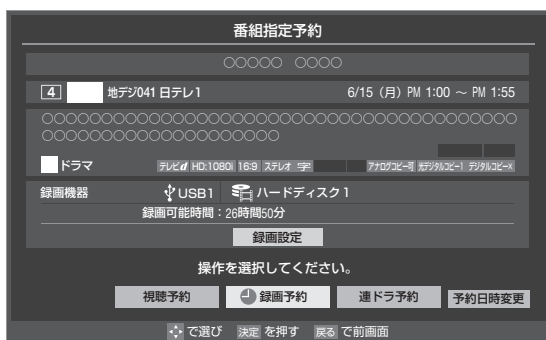 番組指定予約
○○○○○ ○○○○
4 地デジ041 日テレ1 6/15（月）PM 1:00 ～ PM 1:55
○○○○○○○○○○○○○○○○○○○○○○○○○○○○○○○○○○○○○○○○
○○○○○○○○○○○○○○○○○○○○
ドラマ テレビd HD:1080i 16:9 ステレオ 字 アナログコピー可 光デジタルコピー1 デジタルコピー×
録画機器 USB1 ハードディスク1
録画可能時間：26時間50分
録画設定
操作を選択してください。
視聴予約 録画予約 連ドラ予約 予約日時変更
で選び 決定 を押す 戻る で前画面